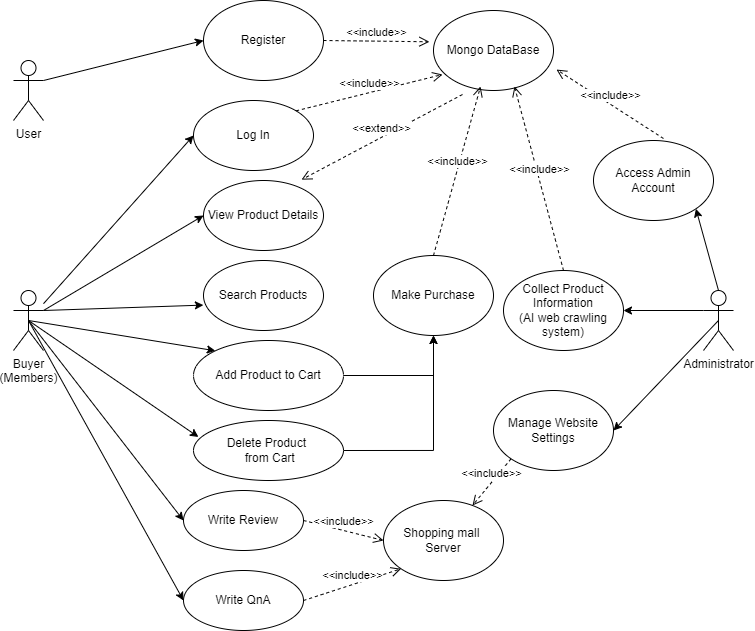 Register
<<include>>
Mongo DataBase
User
<<include>>
<<include>>
Log In
<<extend>>
<<include>>
<<include>>
Access Admin
Account
View Product Details
Search Products
Make Purchase
Collect Product
Information
(AI web crawling
system)
Buyer
(Members)
Administrator
Add Product to Cart
Delete Product
from Cart
Manage Website
Settings
<<include>>
Write Review
<<include>>
Shopping mall
Server
<<include>>
Write QnA